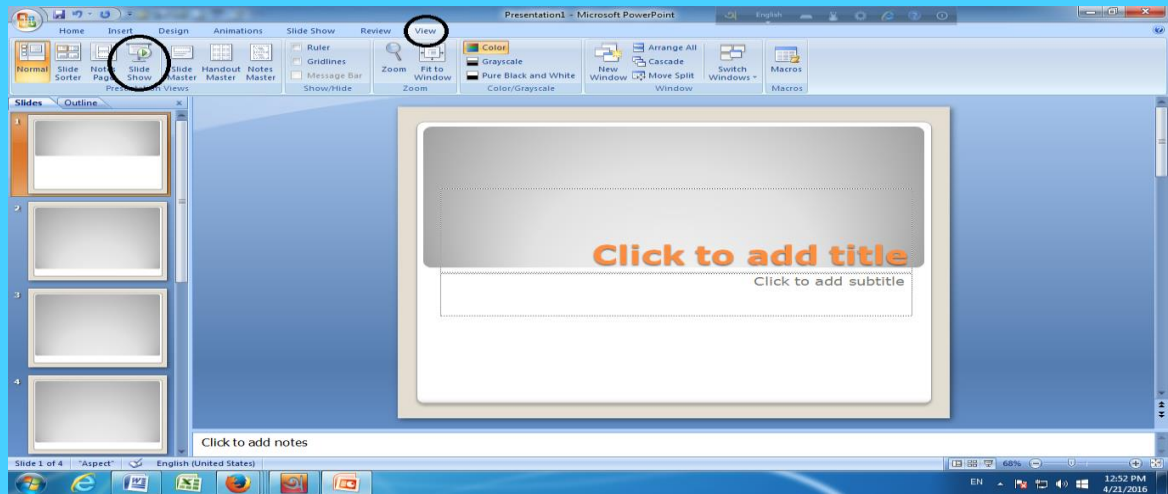 Presentation1 - Microsoft PowerPoint
English
Home Insert Design Animations Slide Show Review View
Normal Slide Sorter Notes Page Slide Show Slide Master Handout Master Notes Master
Presentation Views
Ruler
Gridlines
Message Bar
Show/Hide
Zoom Fit to Window
Zoom
Color
Grayscale
Pure Black and White
Color/Grayscale
New Window
Arrange All
Cascade
Move Split
Switch Windows
Window
Macros
Macros
Slides Outline
1
2
3
4
Click to add title
Click to add subtitle
Click to add notes
Slide 1 of 4 "Aspect" English (United States) 68%
EN 12:52 PM
4/21/2016